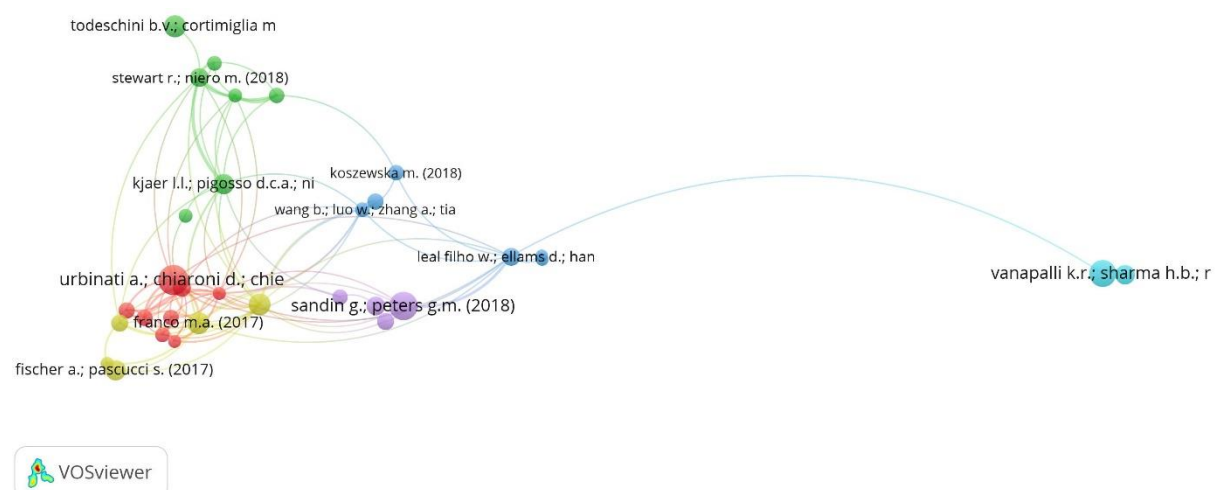 todeschini b.v.; cortimiglia m
stewart r.; niero m. (2018)
koszewska m. (2018)
kjaer l.l.; pigosso d.c.a.; ni
wang b.; luo w.; zhang a.; tia
leal filho w.; ellams d.; han
vanapalli k.r.; sharma h.b.; r
urbinati a.; chiaroni d.; chie
sandin g.; peters g.m. (2018)
franco m.a. (2017)
fischer a.; pascucci s. (2017)
VOSviewer